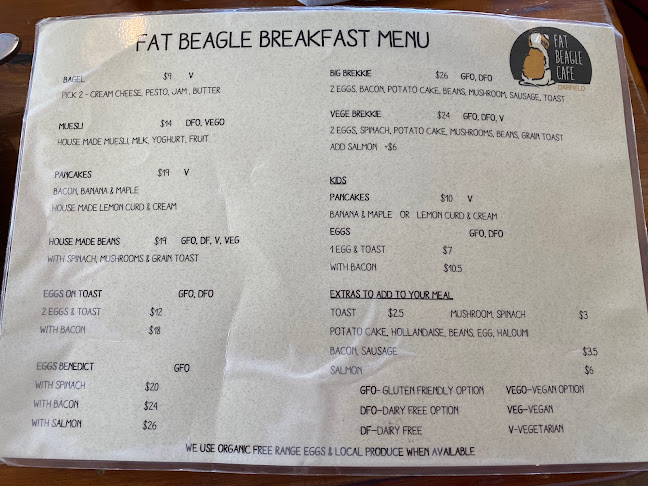 FAT BEAGLE BREAKFAST MENU
FAT
BEAGLE
CAFE
DARFIELD
BAGEL $9 V
PICK 2 - CREAM CHEESE, PESTO, JAM, BUTTER
MUESLI $14 DFO, VEGO
HOUSE MADE MUESLI, MILK, YOGHURT, FRUIT
PANCAKES $19 V
BACON, BANANA & MAPLE
HOUSE MADE LEMON CURD & CREAM
HOUSE MADE BEANS $19 GFO, DF, V, VEG
WITH SPINACH, MUSHROOMS & GRAIN TOAST
EGGS ON TOAST GFO, DFO
2 EGGS & TOAST $12
WITH BACON $18
EGGS BENEDICT GFO
WITH SPINACH $20
WITH BACON $24
WITH SALMON $26
BIG BREKKIE $26 GFO, DFO
2 EGGS, BACON, POTATO CAKE, BEANS, MUSHROOM, SAUSAGE, TOAST
VEGE BREKKIE $24 GFO, DFO, V
2 EGGS, SPINACH, POTATO CAKE, MUSHROOMS, BEANS, GRAIN TOAST
ADD SALMON +$6
KIDS
PANCAKES $10 V
BANANA & MAPLE OR LEMON CURD & CREAM
EGGS GFO, DFO
1 EGG & TOAST $7
WITH BACON $10.5
EXTRAS TO ADD TO YOUR MEAL
TOAST $2.5 MUSHROOM, SPINACH $3
POTATO CAKE, HOLLANDAISE, BEANS, EGG, HALOUMI
BACON, SAUSAGE $3.5
SALMON $6
GFO-GLUTEN FRIENDLY OPTION VEGO-VEGAN OPTION
DFO-DAIRY FREE OPTION VEG-VEGAN
DF-DAIRY FREE V-VEGETARIAN
WE USE ORGANIC FREE RANGE EGGS & LOCAL PRODUCE WHEN AVAILABLE